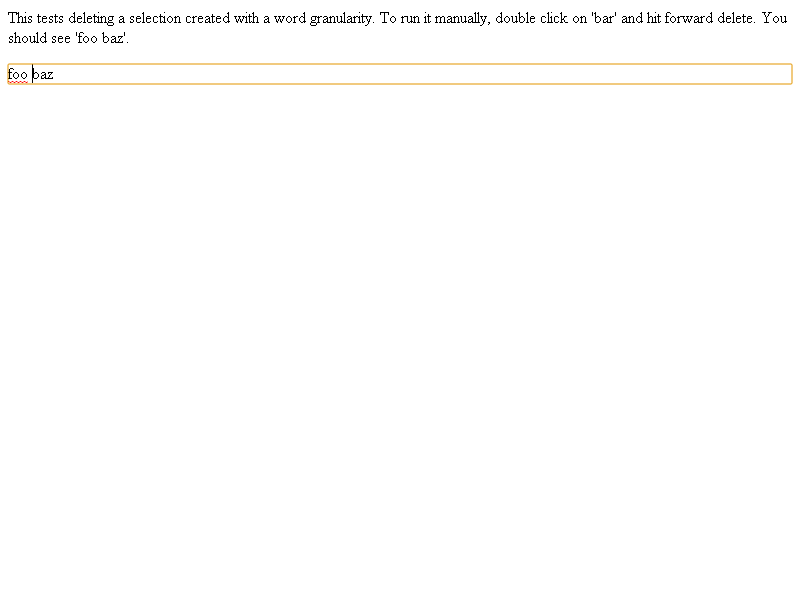 This tests deleting a selection created with a word granularity. To run it manually, double click on 'bar' and hit forward delete. You
should see 'foo baz'.
foo baz